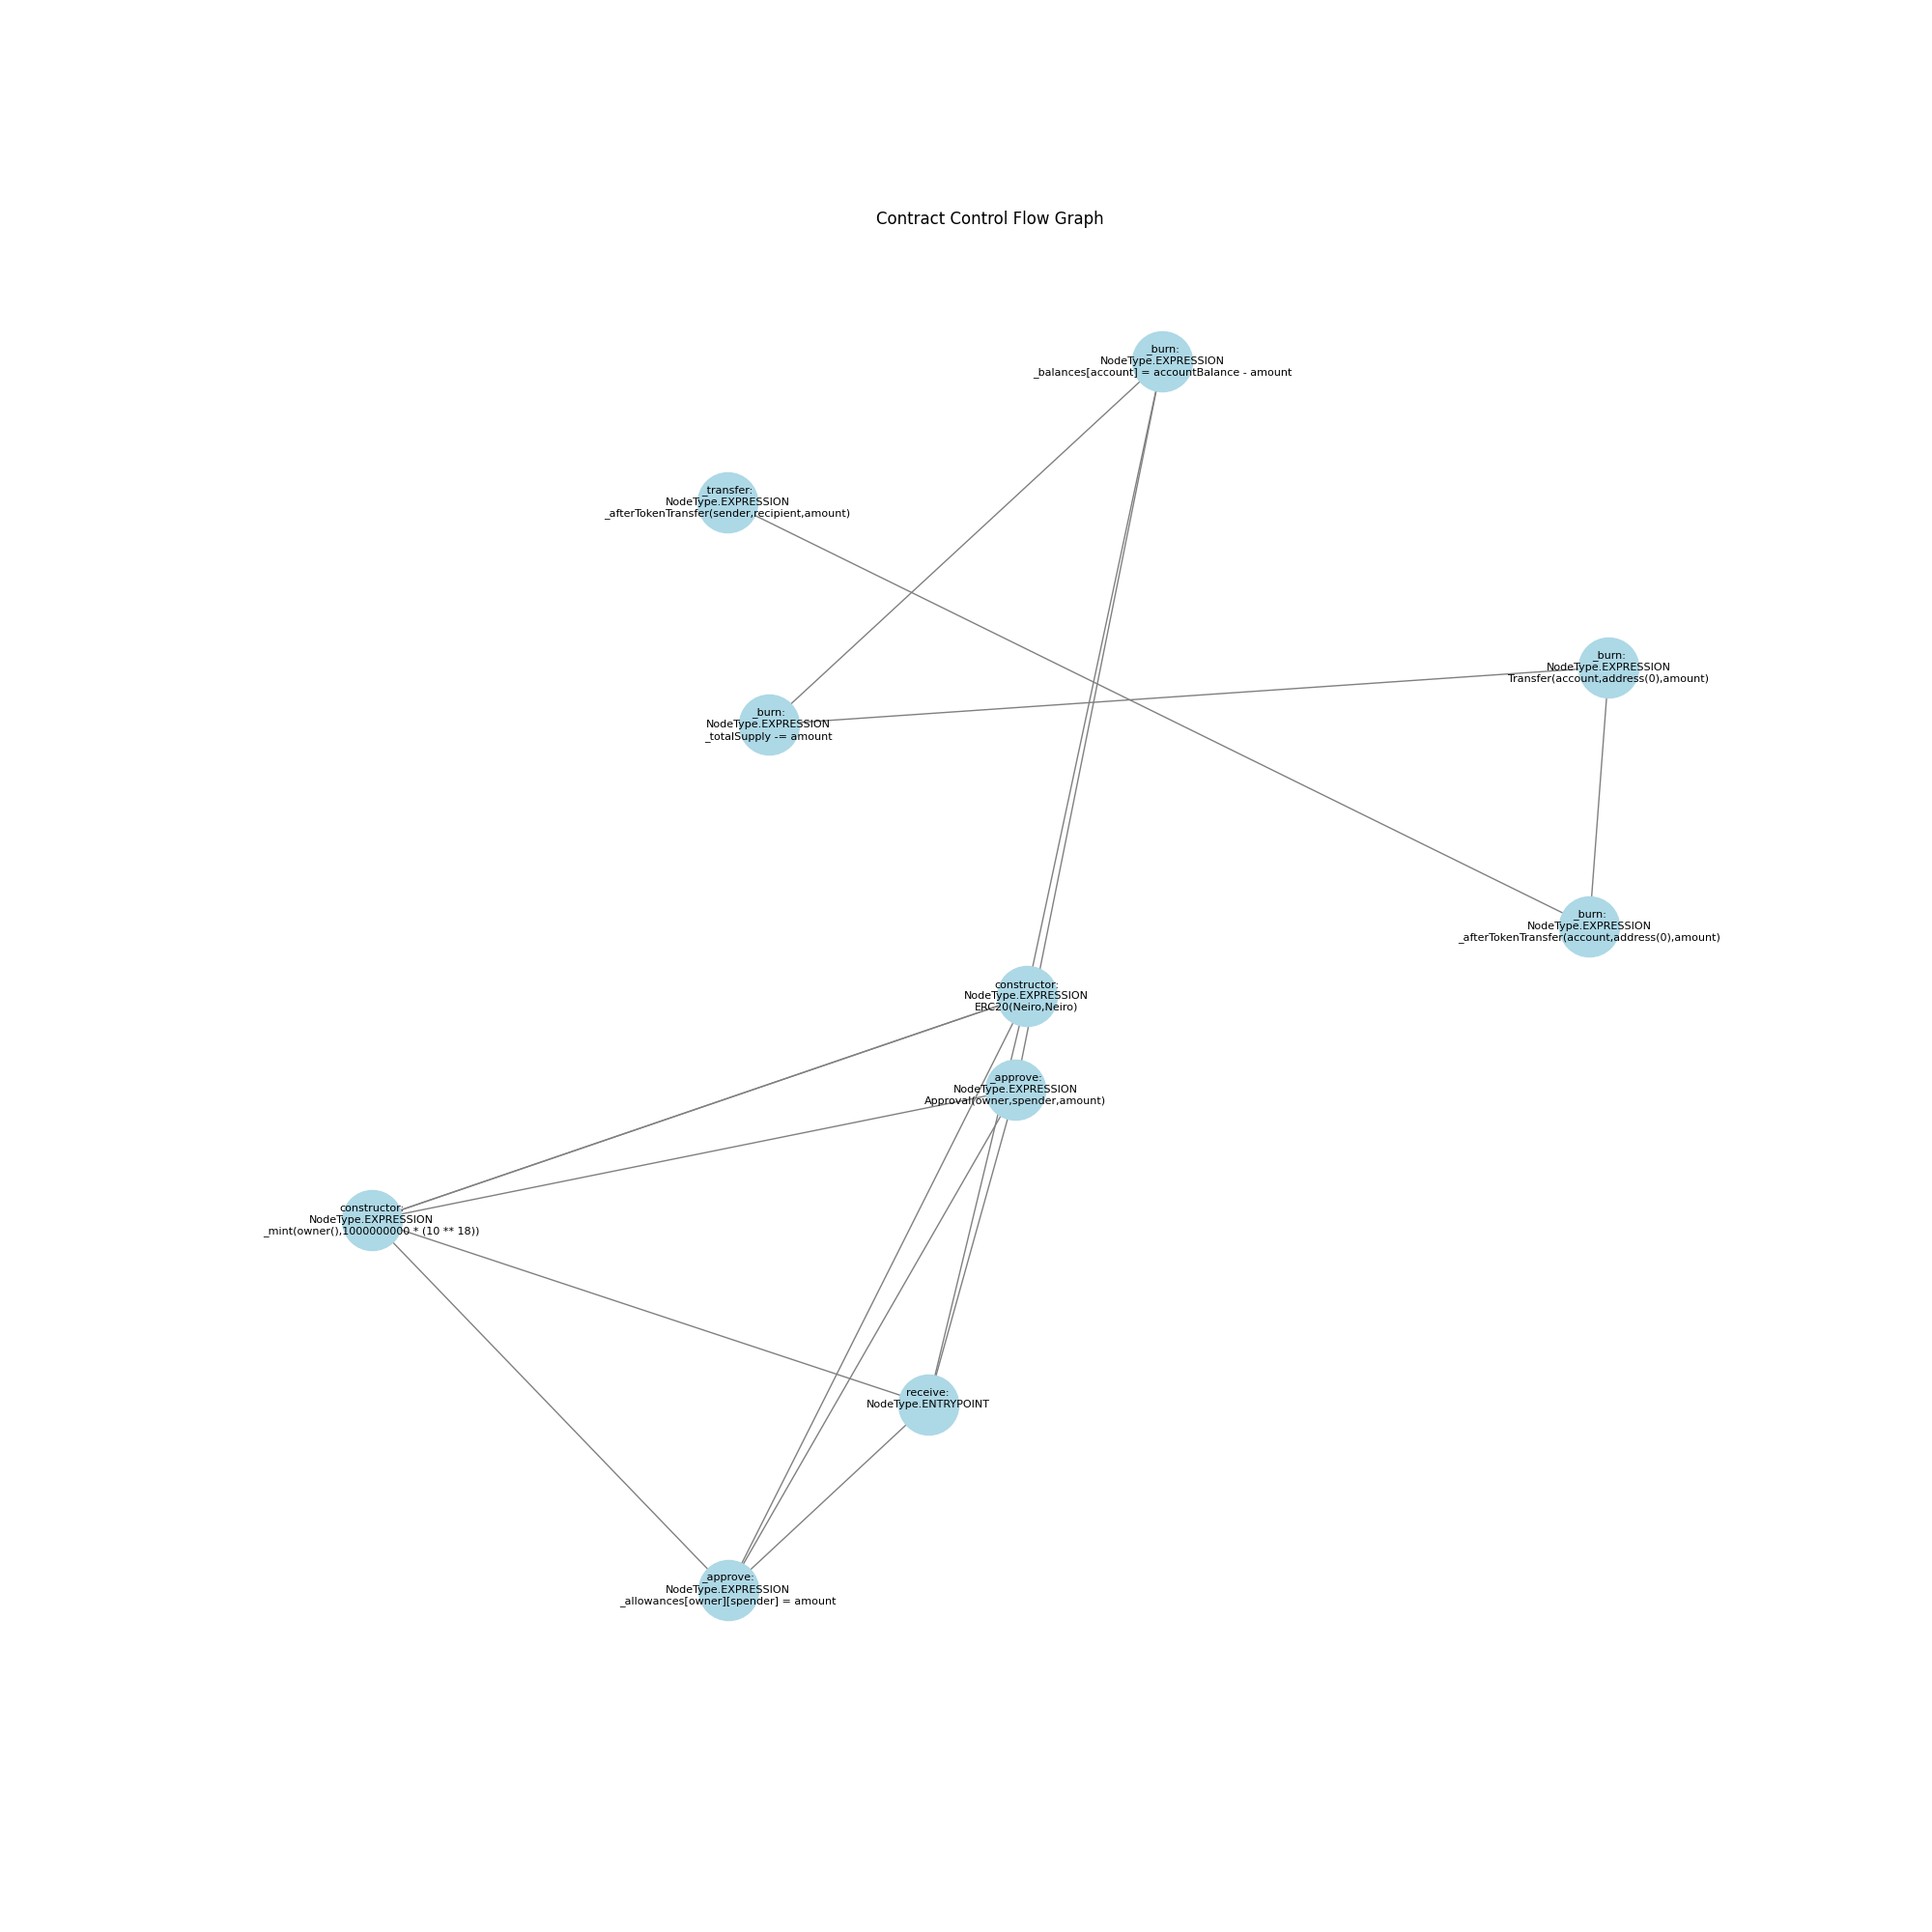 Contract Control Flow Graph
_burn:
NodeType.EXPRESSION
_balances[account] = accountBalance - amount
_transfer:
NodeType.EXPRESSION
_afterTokenTransfer(sender,recipient,amount)
_burn:
NodeType.EXPRESSION
Transfer(account,address(0),amount)
_burn:
NodeType.EXPRESSION
_totalSupply -= amount
_burn:
NodeType.EXPRESSION
_afterTokenTransfer(account,address(0),amount)
constructor:
NodeType.EXPRESSION
ERC20(Neiro,Neiro)
_approve:
NodeType.EXPRESSION
Approval(owner,spender,amount)
constructor:
NodeType.EXPRESSION
_mint(owner(),1000000000 * (10 ** 18))
receive:
NodeType.ENTRYPOINT
_approve:
NodeType.EXPRESSION
_allowances[owner][spender] = amount